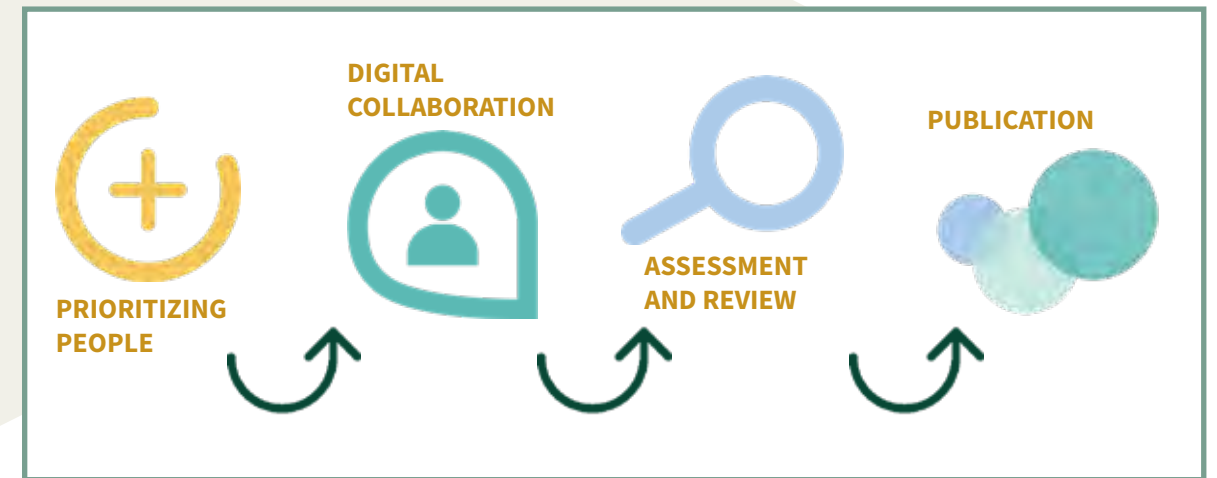 PRIORITIZING
PEOPLE
DIGITAL
COLLABORATION
ASSESSMENT
AND REVIEW
PUBLICATION